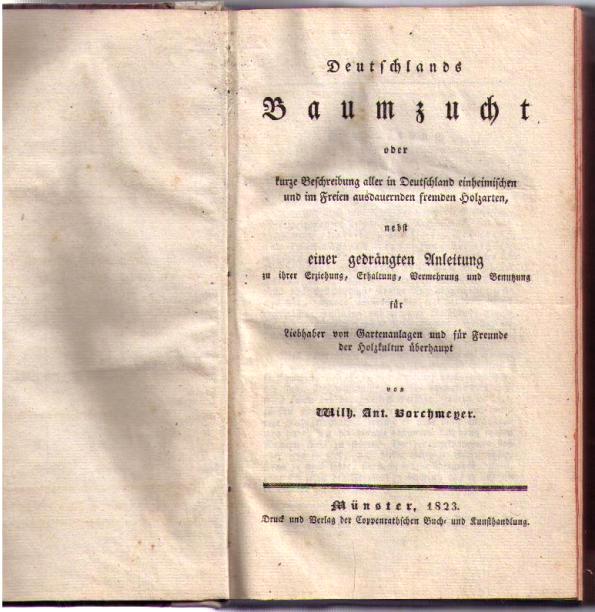 Deutſchlands
Baumzucht
oder
kurze Beſchreibung aller in Deutſchland einheimiſchen
und im Freien ausdauernden fremden Holzarten,
nebſt
einer gedrängten Anleitung
zu ihrer Erziehung, Erhaltung, Vermehrung und Benutzung
für
Liebhaber von Gartenanlagen und für Freunde
der Holzkultur überhaupt
von
Wilh. Ant. Borchmeyer.
Münster, 1823.
Druck und Verlag der Coppenrathſchen Buch- und Kunſthandlung.